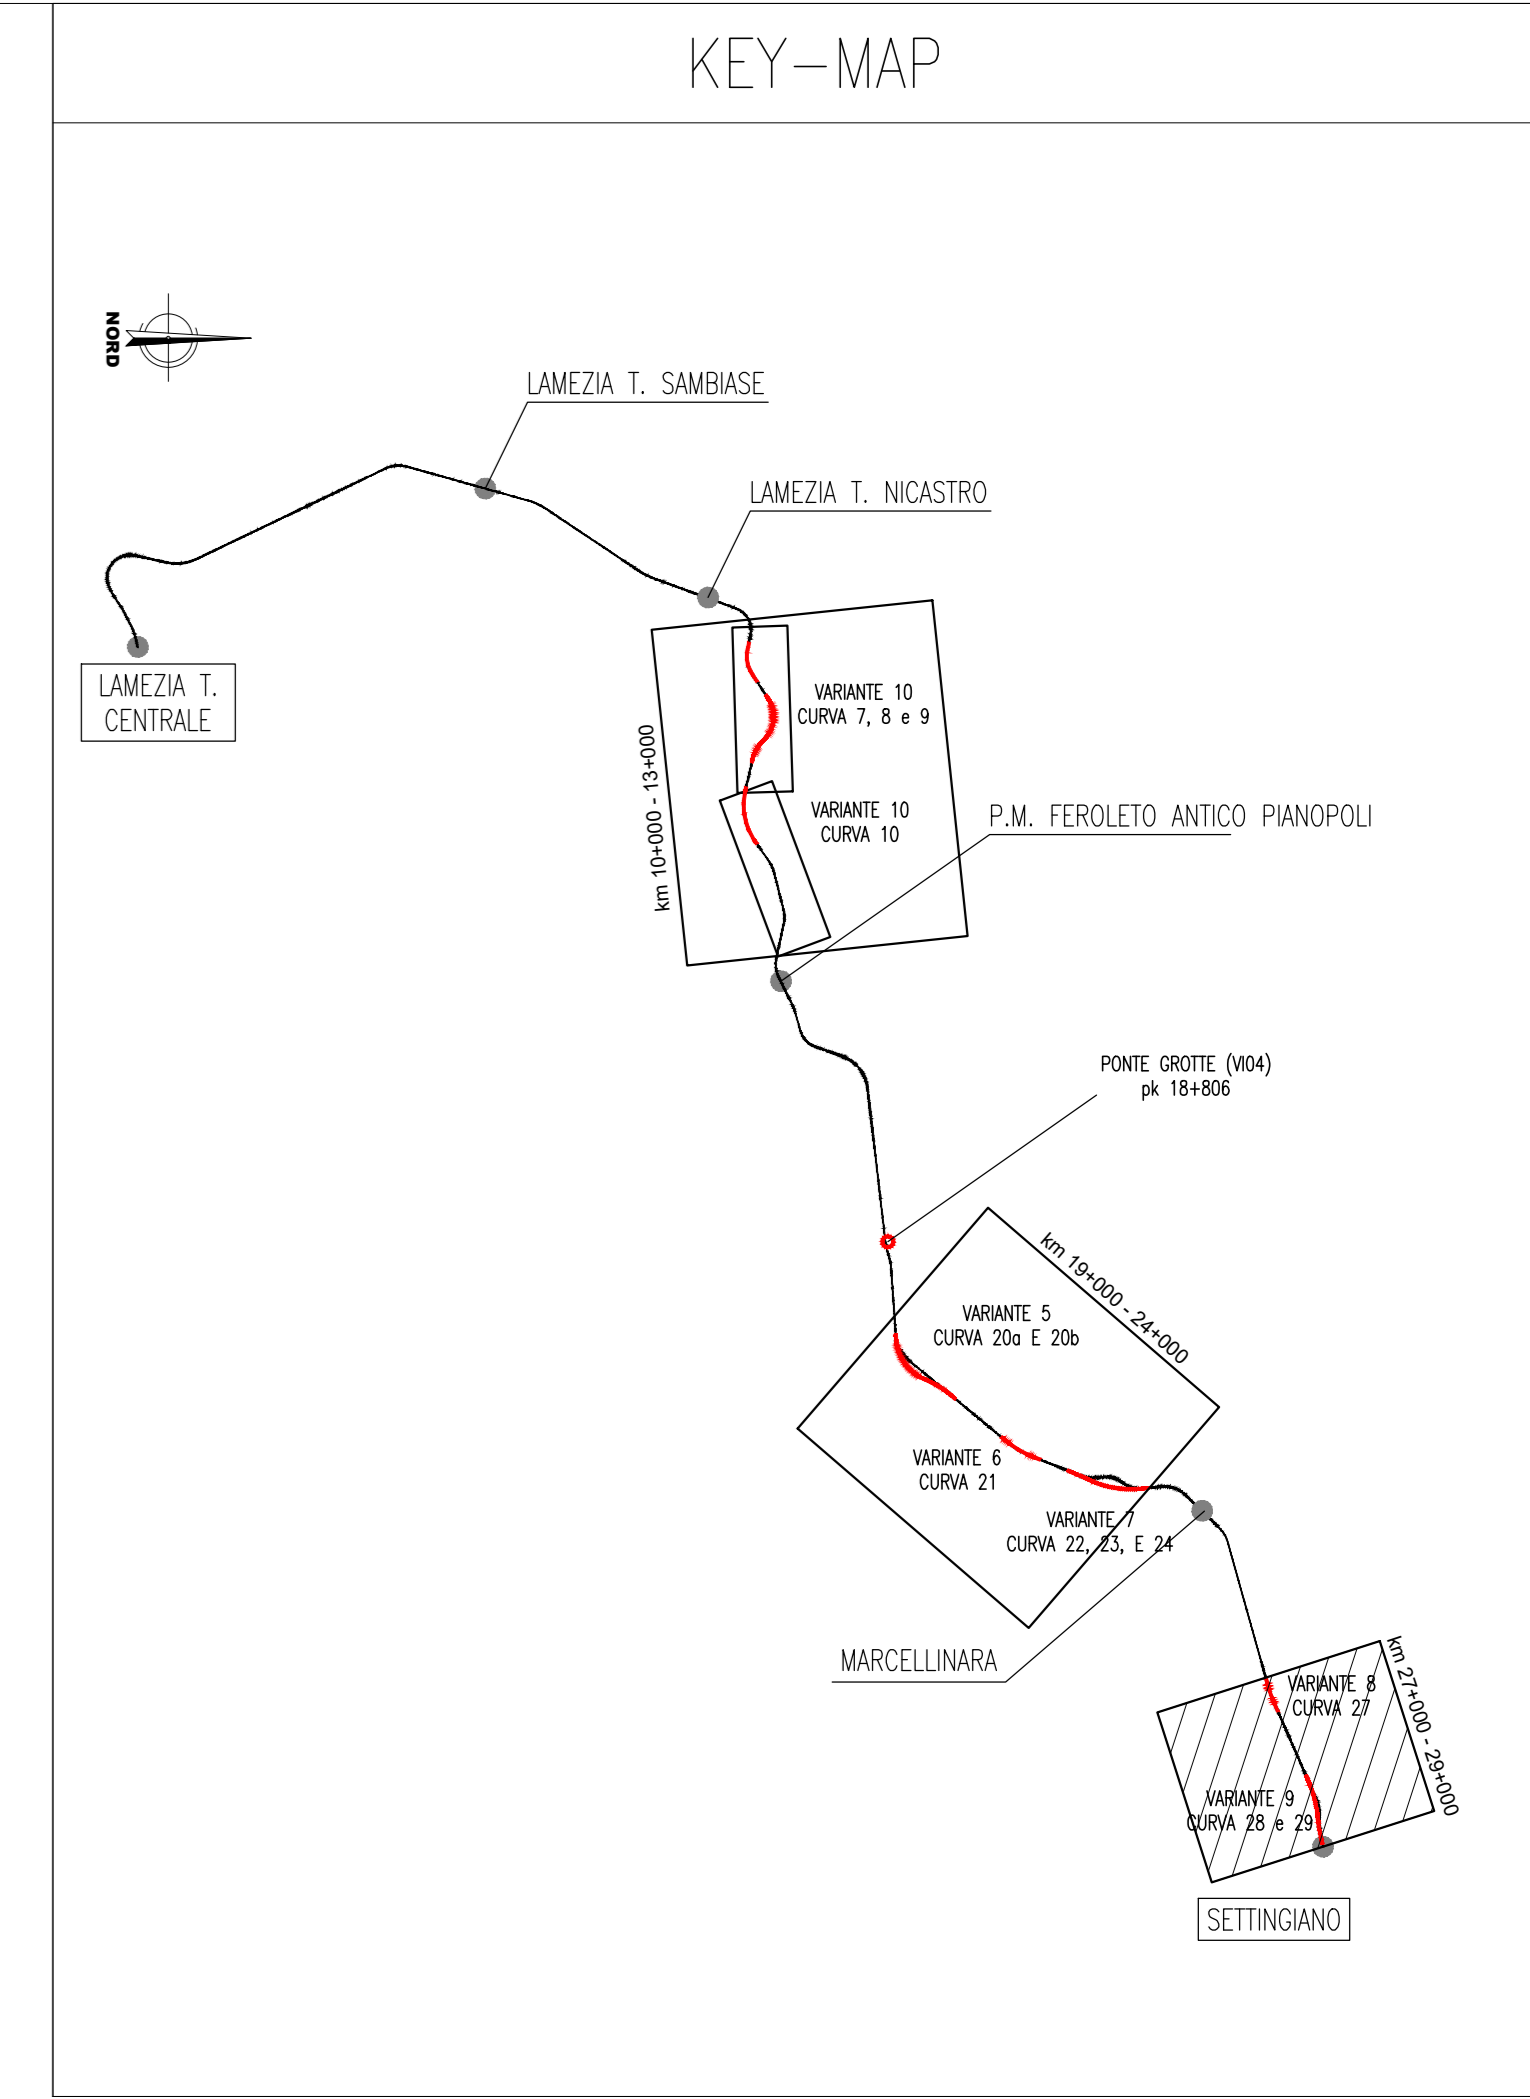 KEY-MAP
NORD
LAMEZIA T. SAMBIASE
LAMEZIA T. NICASTRO
LAMEZIA T.
CENTRALE
VARIANTE 10
CURVA 7, 8 e 9
km 10+000 - 13+000
VARIANTE 10
CURVA 10
P.M. FEROLETO ANTICO PIANOPOLI
PONTE GROTTE (VI04)
pk 18+806
km 19+000 - 24+000
VARIANTE 5
CURVA 20a E 20b
VARIANTE 6
CURVA 21
VARIANTE 7
CURVA 22, 23, E 24
MARCELLINARA
km 27+000 - 29+000
VARIANTE 8
CURVA 27
VARIANTE 9
CURVA 28 e 29
SETTINGIANO